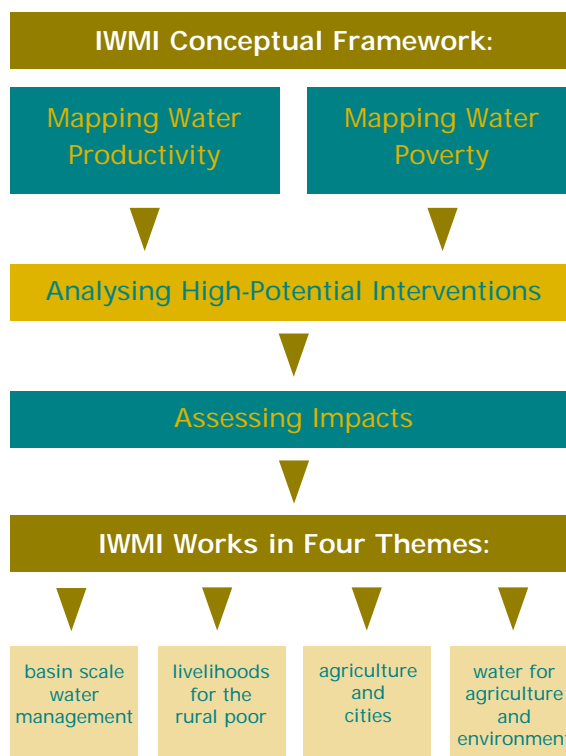 IWMI Conceptual Framework:
Mapping Water
Productivity
Mapping Water
Poverty
Analysing High-Potential Interventions
Assessing Impacts
IWMI Works in Four Themes:
basin scale
water
management
livelihoods
for the
rural poor
agriculture
and
cities
water for
agriculture
and
environment